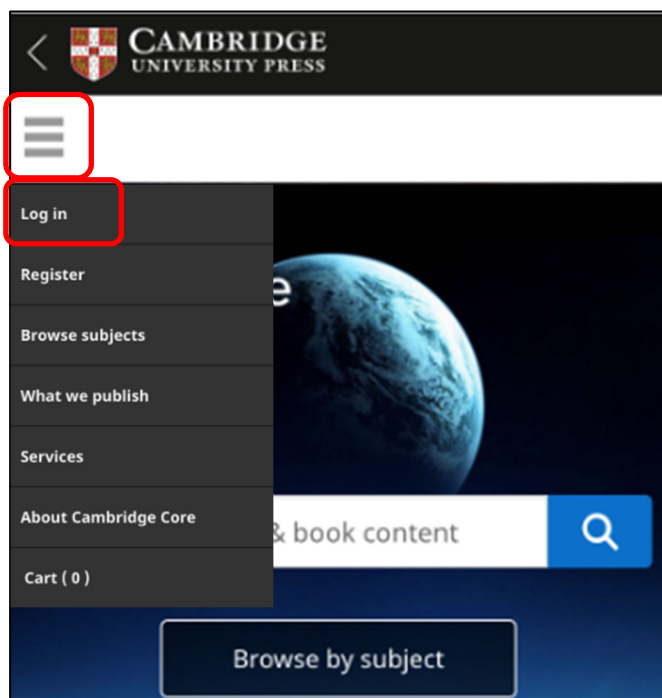 CAMBRIDGE
UNIVERSITY PRESS
Log in
Register
e
Browse subjects
What we publish
Services
& book content
About Cambridge Core
Cart ( 0 )
Browse by subject